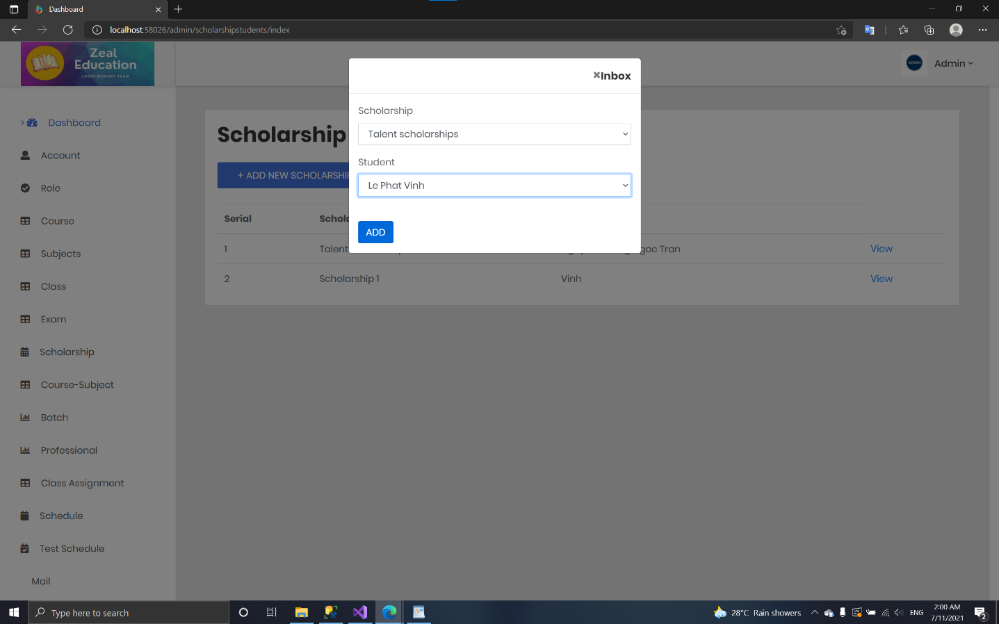 Dashboard
localhost:58026/admin/scholarshipstudents/index
Zeal
Education
LOGIN MEMORY TEAM
ADMIN
Admin
×Inbox
Scholarship
Talent scholarships
Student
Le Phat Vinh
ADD
Dashboard
Account
Role
Course
Subjects
Class
Exam
Scholarship
Course-Subject
Batch
Professional
Class Assignment
Schedule
Test Schedule
Mail
Scholarship
+ ADD NEW SCHOLARSHI
Serial
1 Talent goc Tran View
2 Scholarship 1 Vinh View
Type here to search
28°C Rain showers
ENG
2:00 AM
7/11/2021
2